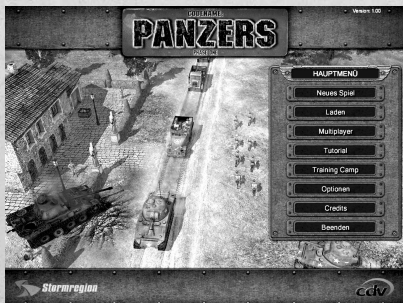 Version: 1.00
CODENAME:
PANZERS
PHASE ONE
HAUPTMENÜ
Neues Spiel
Laden
Multiplayer
Tutorial
Training Camp
Optionen
Credits
Beenden
Stormregion
cdv